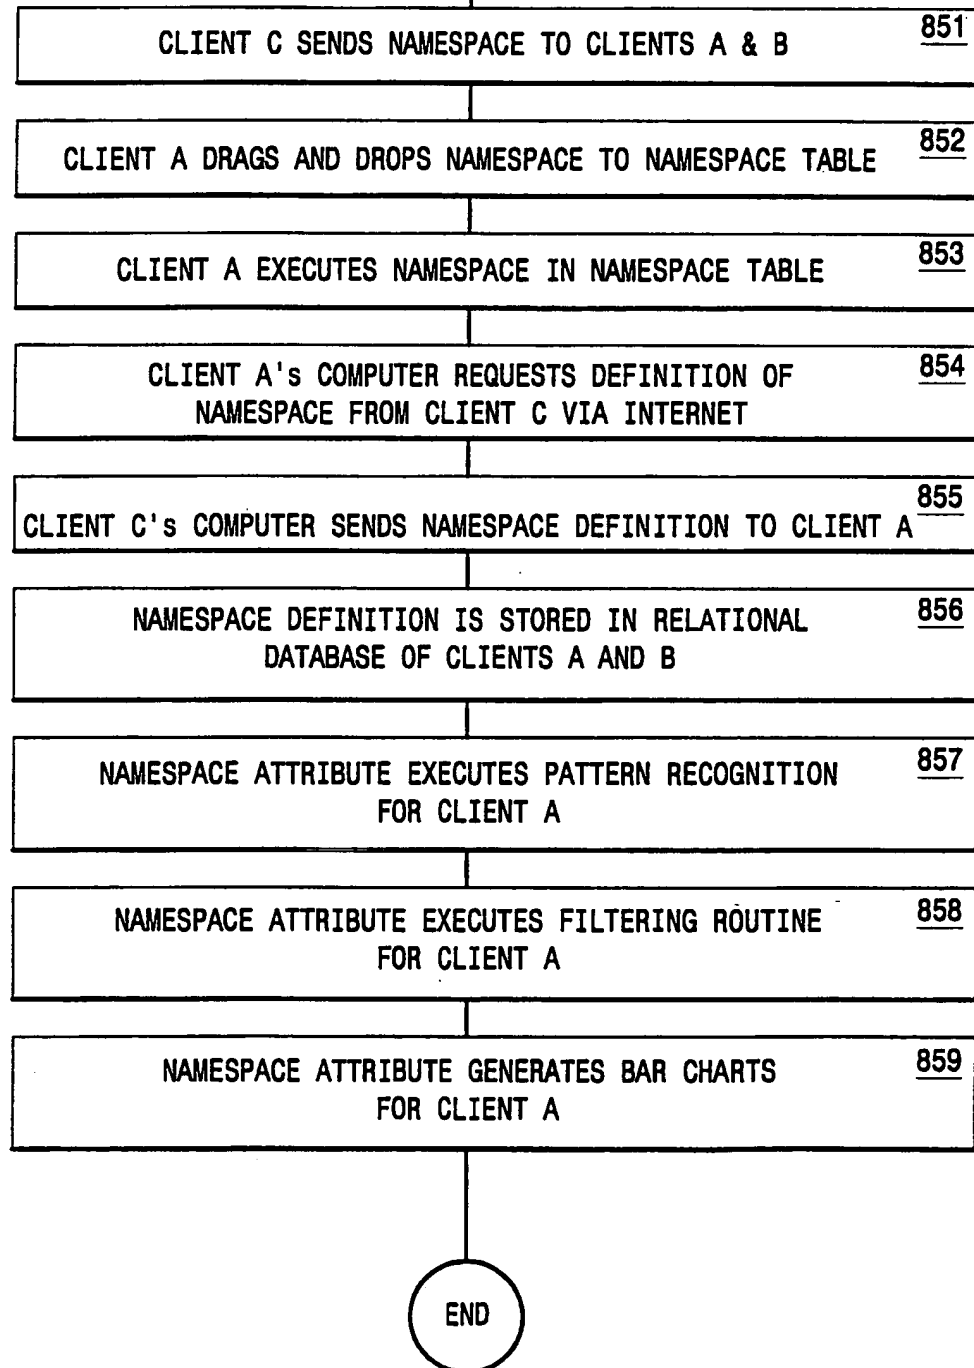 851
CLIENT C SENDS NAMESPACE TO CLIENTS A & B
852
CLIENT A DRAGS AND DROPS NAMESPACE TO NAMESPACE TABLE
853
CLIENT A EXECUTES NAMESPACE IN NAMESPACE TABLE
854
CLIENT A's COMPUTER REQUESTS DEFINITION OF
NAMESPACE FROM CLIENT C VIA INTERNET
855
CLIENT C's COMPUTER SENDS NAMESPACE DEFINITION TO CLIENT A
856
NAMESPACE DEFINITION IS STORED IN RELATIONAL
DATABASE OF CLIENTS A AND B
857
NAMESPACE ATTRIBUTE EXECUTES PATTERN RECOGNITION
FOR CLIENT A
858
NAMESPACE ATTRIBUTE EXECUTES FILTERING ROUTINE
FOR CLIENT A
859
NAMESPACE ATTRIBUTE GENERATES BAR CHARTS
FOR CLIENT A
END